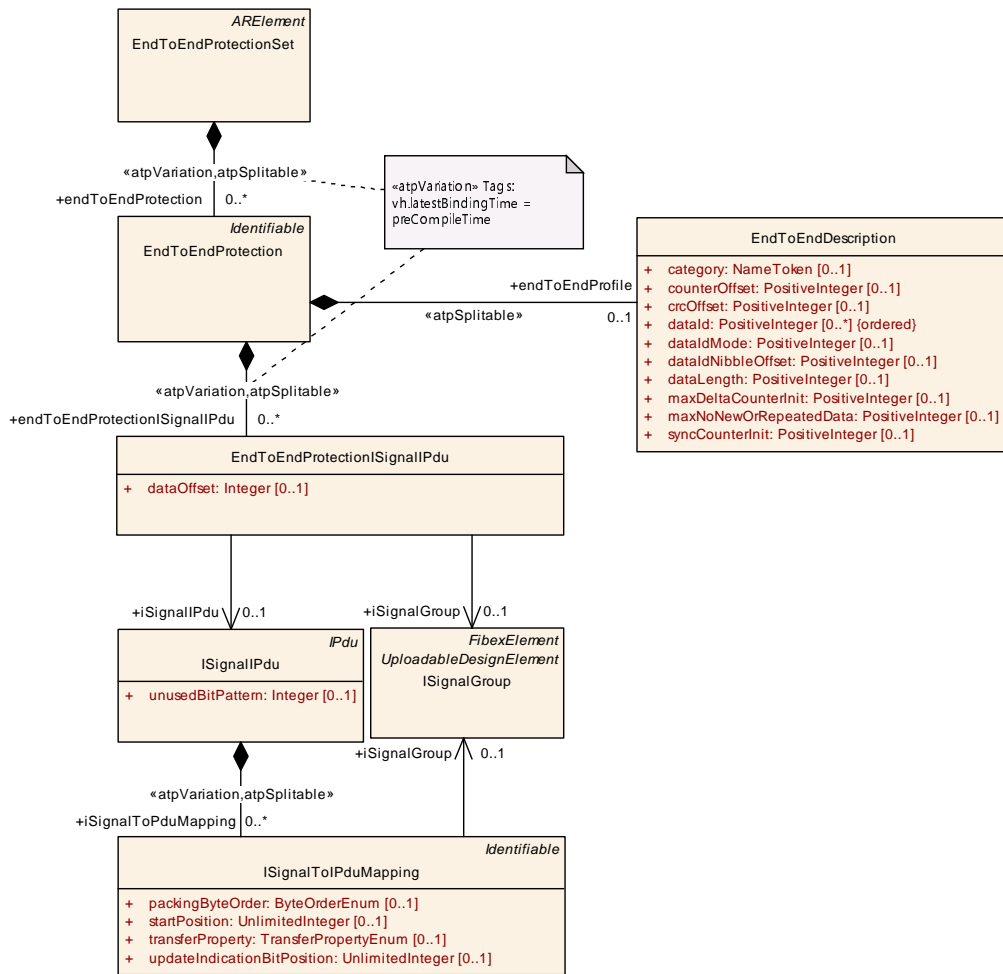 ARElement
EndToEndProtectionSet
«atpVariation,atpSplitable»
+endToEndProtection 0..*
«atpVariation» Tags:
vh.latestBindingTime =
preCompileTime
Identifiable
EndToEndProtection
+endToEndProfile
«atpSplitable» 0..1
EndToEndDescription
+ category: NameToken [0..1]
+ counterOffset: PositiveInteger [0..1]
+ crcOffset: PositiveInteger [0..1]
+ dataId: PositiveInteger [0..*] {ordered}
+ dataIdMode: PositiveInteger [0..1]
+ dataIdNibbleOffset: PositiveInteger [0..1]
+ dataLength: PositiveInteger [0..1]
+ maxDeltaCounterInit: PositiveInteger [0..1]
+ maxNoNewOrRepeatedData: PositiveInteger [0..1]
+ syncCounterInit: PositiveInteger [0..1]
«atpVariation,atpSplitable»
+endToEndProtectionISignalIPdu 0..*
EndToEndProtectionISignalIPdu
+ dataOffset: Integer [0..1]
+iSignalIPdu 0..1
+iSignalGroup 0..1
IPdu
ISignalIPdu
+ unusedBitPattern: Integer [0..1]
FibexElement
UploadableDesignElement
ISignalGroup
+iSignalGroup 0..1
«atpVariation,atpSplitable»
+iSignalToPduMapping 0..*
Identifiable
ISignalToIPduMapping
+ packingByteOrder: ByteOrderEnum [0..1]
+ startPosition: UnlimitedInteger [0..1]
+ transferProperty: TransferPropertyEnum [0..1]
+ updateIndicationBitPosition: UnlimitedInteger [0..1]